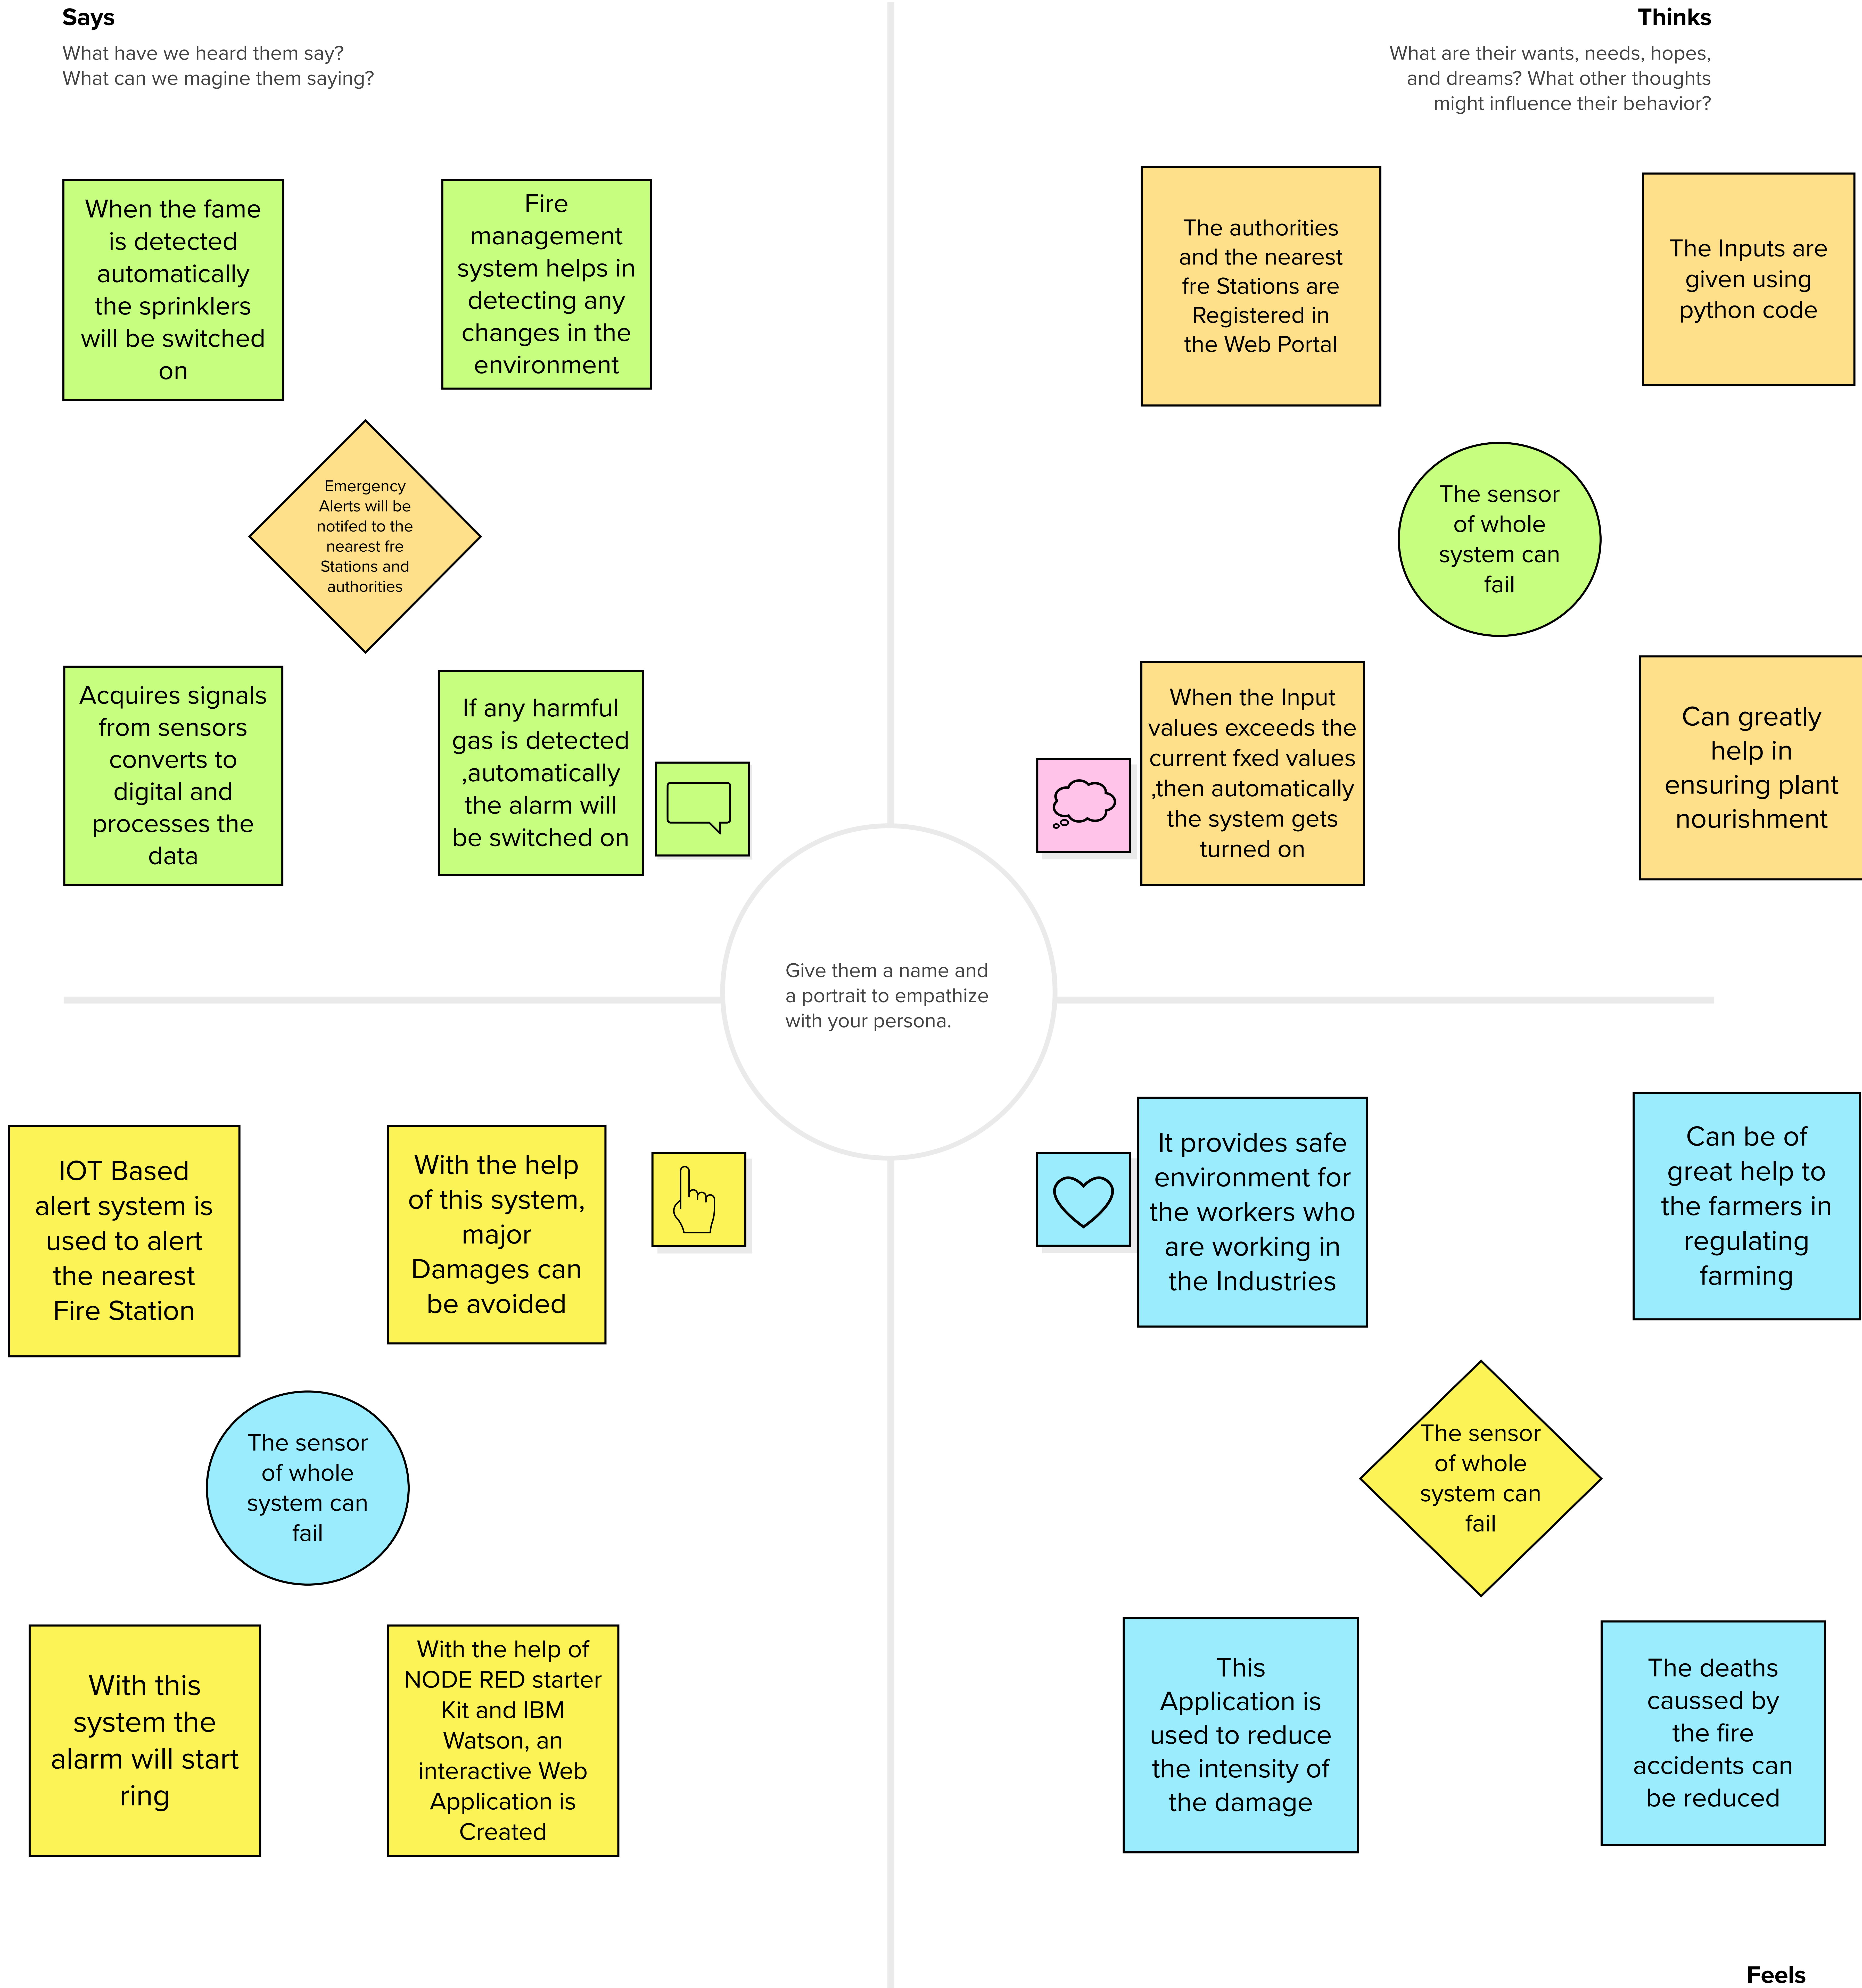 Says
What have we heard them say?
What can we magine them saying?
Thinks
What are their wants, needs, hopes,
and dreams? What other thoughts
might influence their behavior?
When the fame
is detected
automatically
the sprinklers
will be switched
on
Fire
management
system helps in
detecting any
changes in the
environment
Emergency
Alerts will be
notifed to the
nearest fre
Stations and
authorities
Acquires signals
from sensors
converts to
digital and
processes the
data
If any harmful
gas is detected
,automatically
the alarm will
be switched on
The authorities
and the nearest
fre Stations are
Registered in
the Web Portal
The Inputs are
given using
python code
The sensor
of whole
system can
fail
When the Input
values exceeds the
current fxed values
,then automatically
the system gets
turned on
Can greatly
help in
ensuring plant
nourishment
Give them a name and
a portrait to empathize
with your persona.
IOT Based
alert system is
used to alert
the nearest
Fire Station
With the help
of this system,
major
Damages can
be avoided
The sensor
of whole
system can
fail
With this
system the
alarm will start
ring
With the help of
NODE RED starter
Kit and IBM
Watson, an
interactive Web
Application is
Created
It provides safe
environment for
the workers who
are working in
the Industries
Can be of
great help to
the farmers in
regulating
farming
The sensor
of whole
system can
fail
This
Application is
used to reduce
the intensity of
the damage
The deaths
caussed by
the fire
accidents can
be reduced
Feels